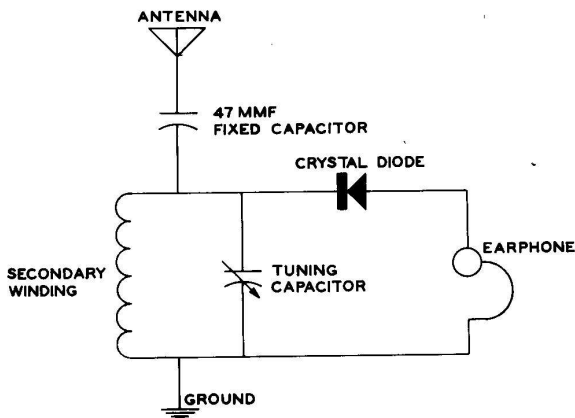 ANTENNA
47 MMF
FIXED CAPACITOR
CRYSTAL DIODE
EARPHONE
SECONDARY
WINDING
TUNING
CAPACITOR
GROUND